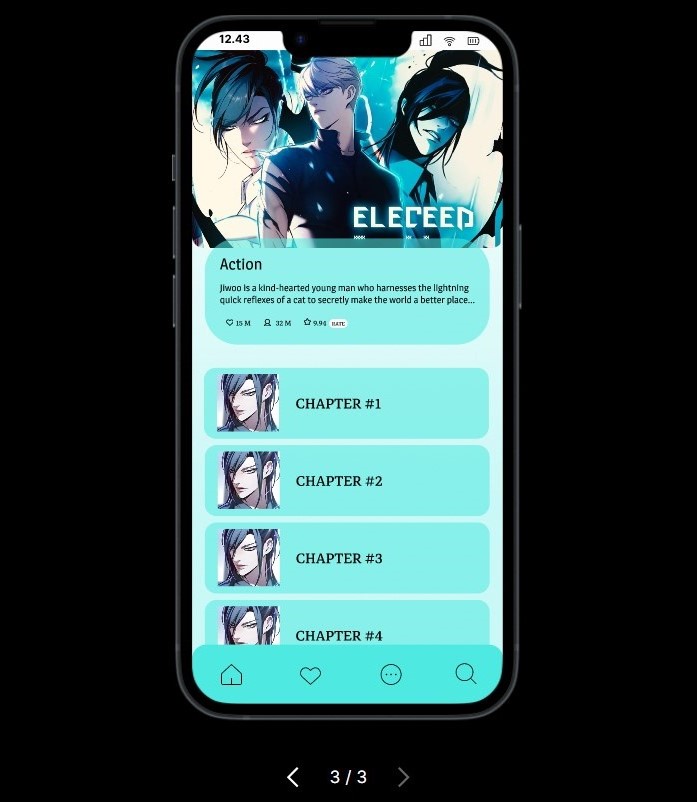 12.43
ELECEED
Action
Jiwoo is a kind-hearted young man who harnesses the lightning
quick reflexes of a cat to secretly make the world a better place...
15 M 32 M 9.94 RATE
CHAPTER #1
CHAPTER #2
CHAPTER #3
CHAPTER #4
3 / 3